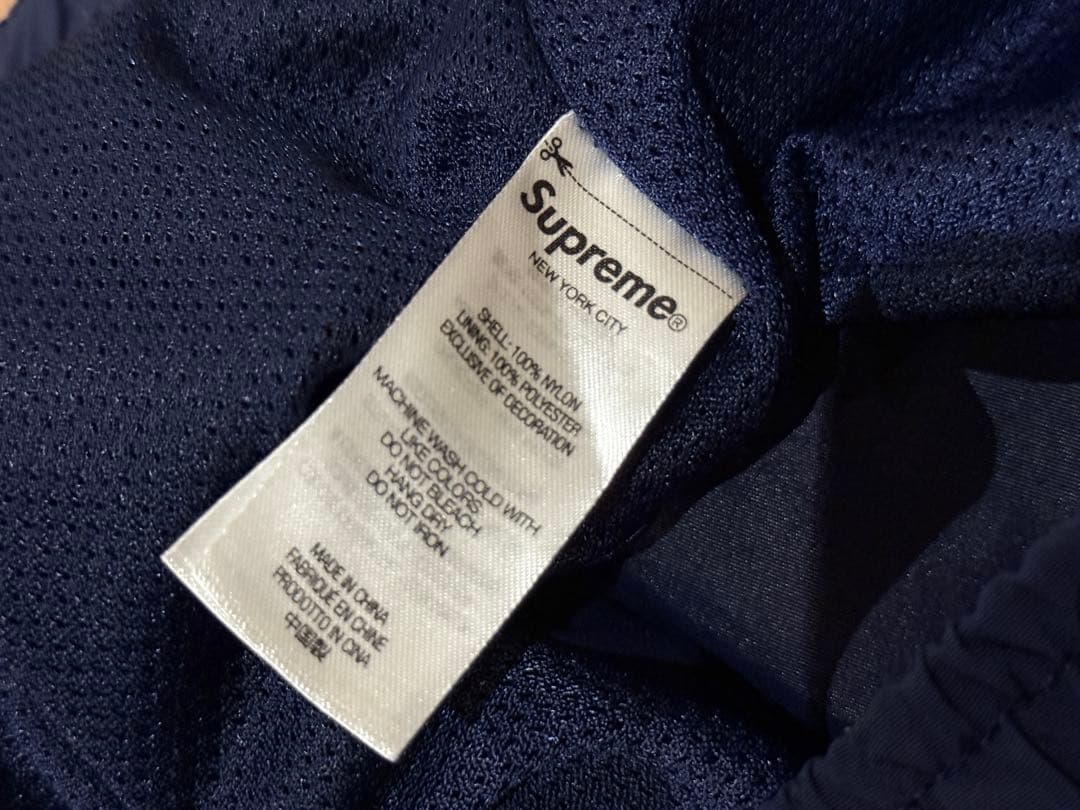 Supreme®
NEW YORK CITY
SHELL: 100% NYLON
LINING: 100% POLYESTER
EXCLUSIVE OF DECORATION
MACHINE WASH COLD WITH
LIKE COLORS
DO NOT BLEACH
HANG DRY
DO NOT IRON
MADE IN CHINA
FABRIQUÉ EN CHINE
PRODOTTO IN CINA
中国製